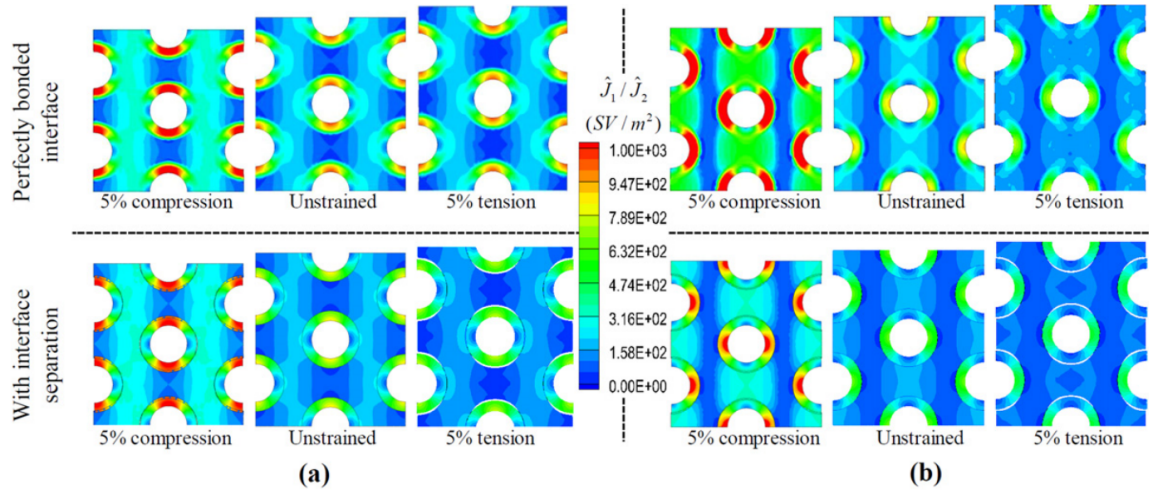 Perfectly bonded
interface
5% compression
Unstrained
5% tension
Ĵ₁ / Ĵ₂
(SV / m²)
1.00E+03
9.47E+02
7.89E+02
6.32E+02
4.74E+02
3.16E+02
1.58E+02
0.00E+00
5% compression
Unstrained
5% tension
With interface
separation
5% compression
Unstrained
5% tension
5% compression
Unstrained
5% tension
(a)
(b)